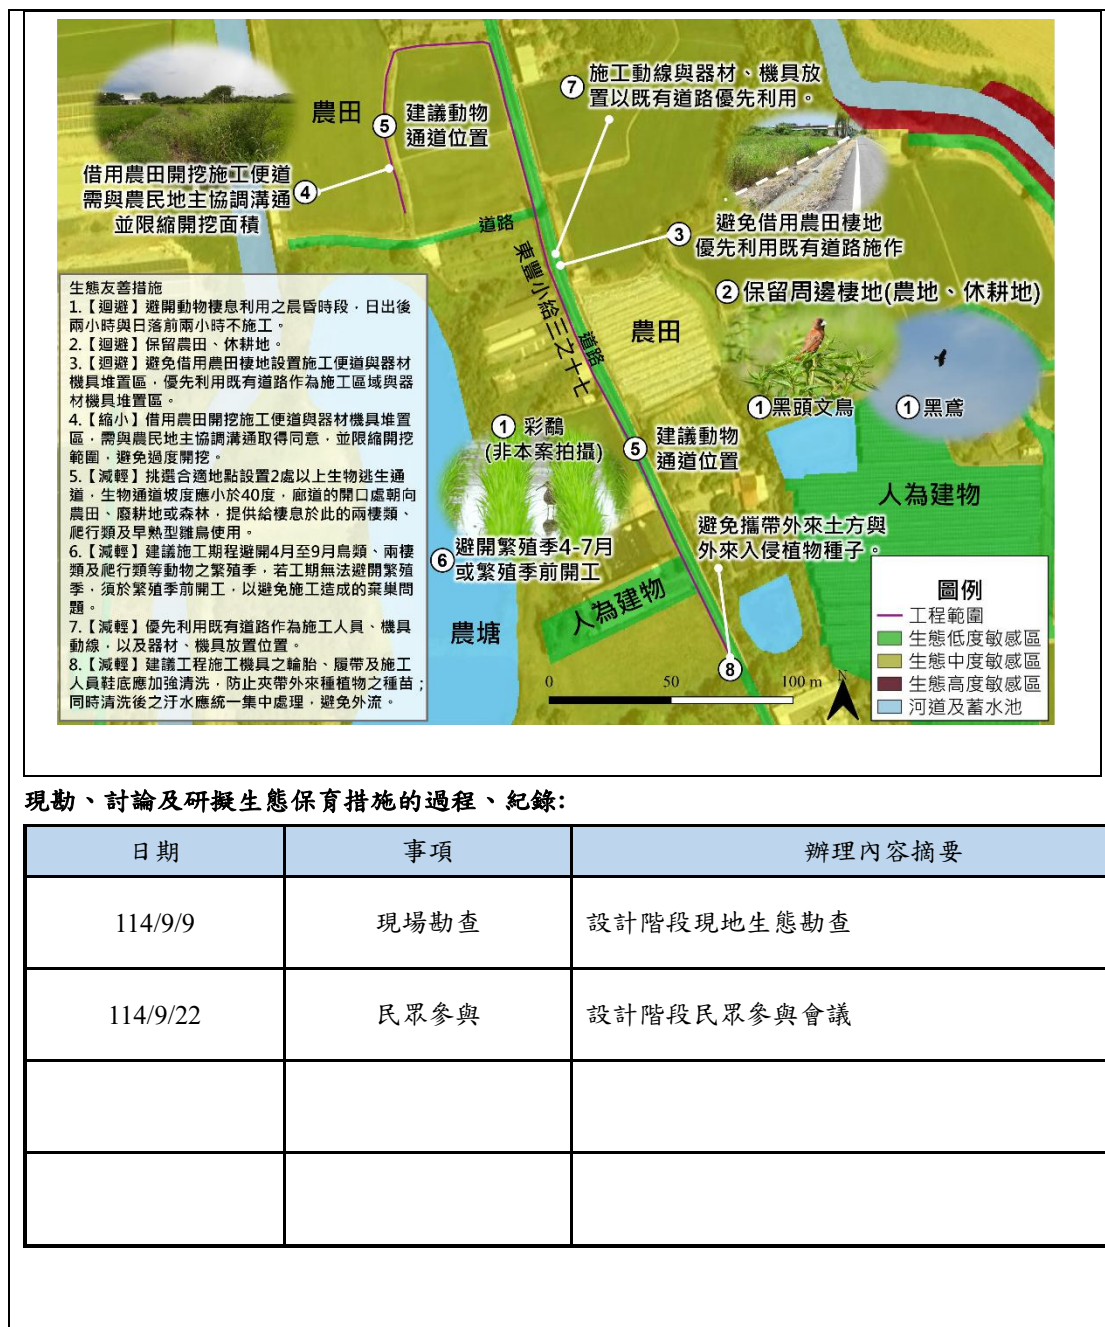 農田
⑤ 建議動物
通道位置
⑦ 施工動線與器材、機具放
置以既有道路優先利用。
借用農田開挖施工便道
需與農民地主協調溝通
並限縮開挖面積
④
道路
東豐小給三之十七
道路
③ 避免借用農田棲地
優先利用既有道路施作
②保留周邊棲地(農地、休耕地)
農田
①黑頭文鳥
①黑鳶
生態友善措施
1.【迴避】避開動物棲息利用之晨昏時段，日出後
兩小時與日落前兩小時不施工。
2.【迴避】保留農田、休耕地。
3.【迴避】避免借用農田棲地設置施工便道與器材
機具堆置區，優先利用既有道路作為施工區域與器
材機具堆置區。
4.【縮小】借用農田開挖施工便道與器材機具堆置
區，需與農民地主協調溝通取得同意，並限縮開挖
範圍，避免過度開挖。
5.【減輕】挑選合適地點設置2處以上生物逃生通
道，生物通道坡度應小於40度，廊道的開口處朝向
農田、廢耕地或森林，提供給棲息於此的兩棲類、
爬行類及早熟型雛鳥使用。
6.【減輕】建議施工期程避開4月至9月鳥類、兩棲
類及爬行類等動物之繁殖季，若工期無法避開繁殖
季，須於繁殖季前開工，以避免施工造成的棄巢問
題。
7.【減輕】優先利用既有道路作為施工人員、機具
動線，以及器材、機具放置位置。
8.【減輕】建議工程施工機具之輪胎、履帶及施工
人員鞋底應加強清洗，防止夾帶外來種植物之種苗；
同時清洗後之汙水應統一集中處理，避免外流。
① 彩鷸
(非本案拍攝)
⑤ 建議動物
通道位置
⑥ 避開繁殖季4-7月
或繁殖季前開工
避免攜帶外來土方與
外來入侵植物種子。
人為建物
人為建物
農塘
⑧
0 50 100 m
N
圖例
工程範圍
生態低度敏感區
生態中度敏感區
生態高度敏感區
河道及蓄水池
現勘、討論及研擬生態保育措施的過程、紀錄:
日期 事項 辦理內容摘要
114/9/9 現場勘查 設計階段現地生態勘查
114/9/22 民眾參與 設計階段民眾參與會議